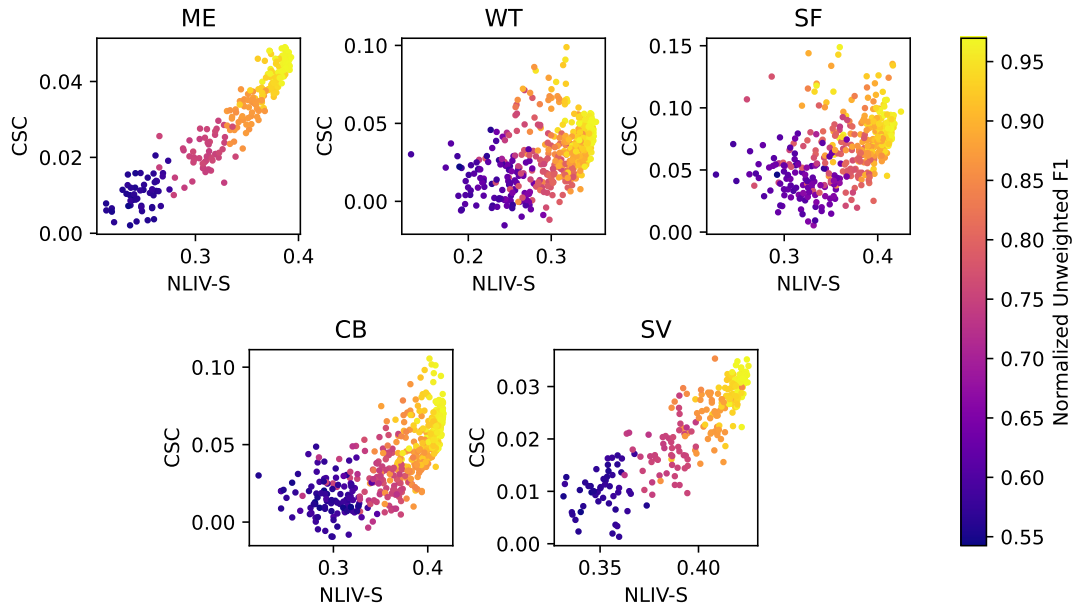 ME
WT
SF
0.04
0.02
0.00
CSC
0.3
0.4
NLIV-S
0.10
0.05
0.00
CSC
0.2
0.3
NLIV-S
0.15
0.10
0.05
0.00
CSC
0.3
0.4
NLIV-S
CB
SV
0.10
0.05
0.00
CSC
0.3
0.4
NLIV-S
0.03
0.02
0.01
0.00
CSC
0.35
0.40
NLIV-S
0.95
0.90
0.85
0.80
0.75
0.70
0.65
0.60
0.55
Normalized Unweighted F1